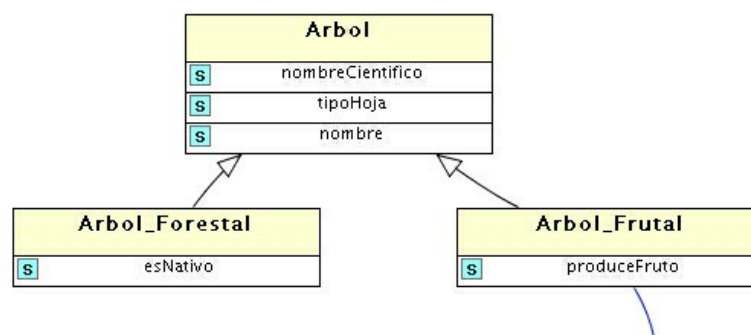 Arbol
S nombreCientifico
S tipoHoja
S nombre
Arbol_Forestal
S esNativo
Arbol_Frutal
S produceFruto